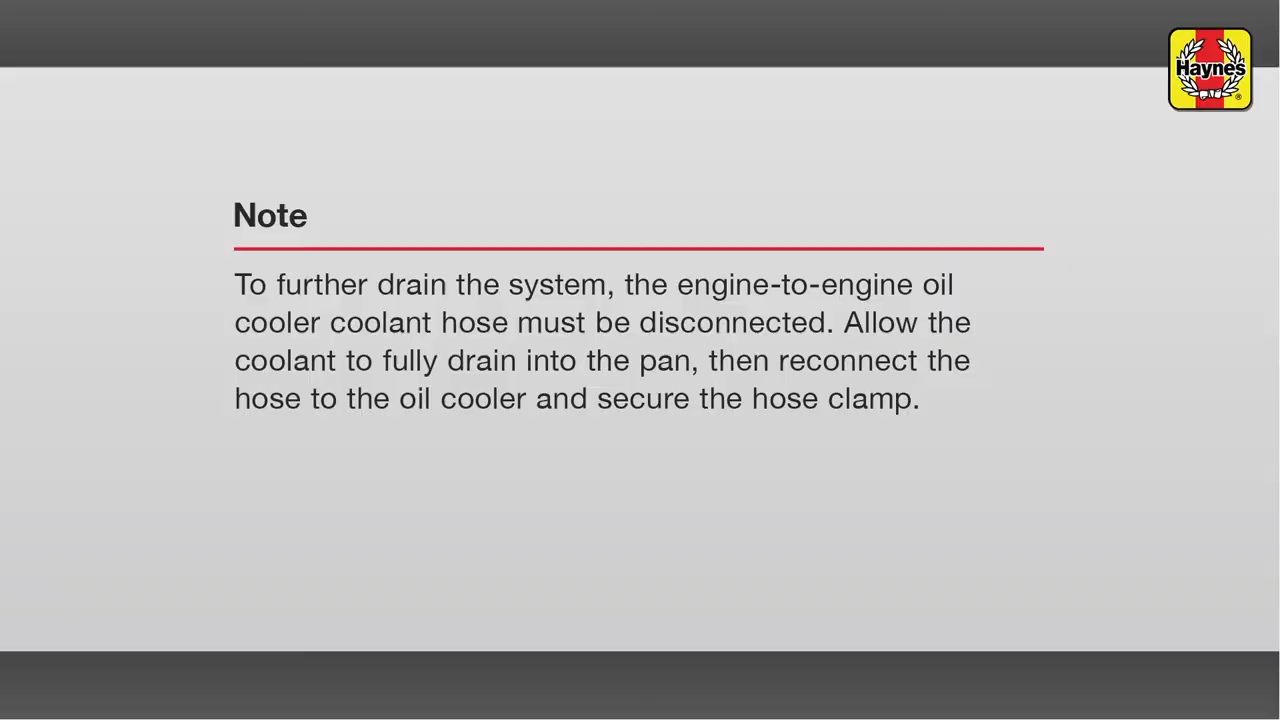 Haynes
Note
To further drain the system, the engine-to-engine oil
cooler coolant hose must be disconnected. Allow the
coolant to fully drain into the pan, then reconnect the
hose to the oil cooler and secure the hose clamp.